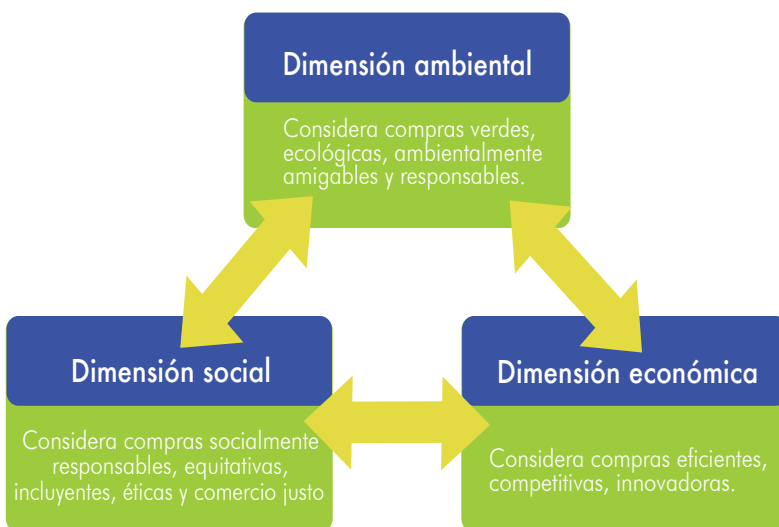 Dimensión ambiental
Considera compras verdes,
ecológicas, ambientalmente
amigables y responsables.
Dimensión social
Considera compras socialmente
responsables, equitativas,
incluyentes, éticas y comercio justo
Dimensión económica
Considera compras eficientes,
competitivas, innovadoras.